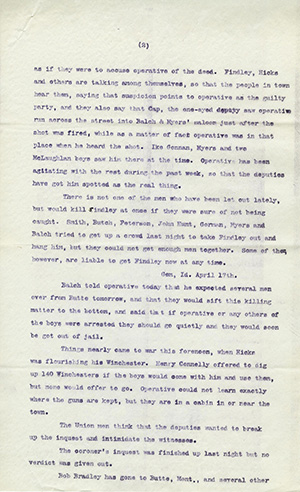 (2)
as if they were to accuse operative of the deed. Findley, Ricks
and others are talking among themselves, so that the people in town
hear them, saying that suspicion points to operative as the guilty
party, and they also say that Cap, the one-eyed deputy saw operative
run across the street into Balch & Myers' saloon just after the
shot was fired, while as a matter of fact operative was in that
place when he heard the shot. Ike Gorman, Myers and two
McLaughlan boys saw him there at the time. Operative has been
agitating with the rest during the past week, so that the deputies
have got him spotted as the real thing.
There is not one of the men who have been let out lately,
but would kill Findley at once if they were sure of not being
caught. Smith, Butch, Peterson, John Hunt, Gorman, Myers and
Balch tried to get up a crowd last night to take Findley out and
hang him, but they could not get enough men together. Some of them
however, are liable to get Findley now at any time.
Gem, Id. April 17th.
Balch told operative today that he expected several men
over from Butte tomorrow, and that they would sift this killing
matter to the bottom, and said that if operative or any others of
the boys were arrested they should go quietly and they would soon
be got out of jail.
Things nearly came to war this forenoon, when Ricks
was flourishing his Winchester. Henry Connelly offered to dig
up 140 Winchesters if the boys would come with him and use them,
but none would offer to go. Operative could not learn exactly
where the guns are kept, but they are in a cabin in or near the
town.
The Union men think that the deputies wanted to break
up the inquest and intimidate the witnesses.
The coroner's inquest was finished up last night but no
verdict was given out.
Rob Bradley has gone to Butte, Mont., and several other